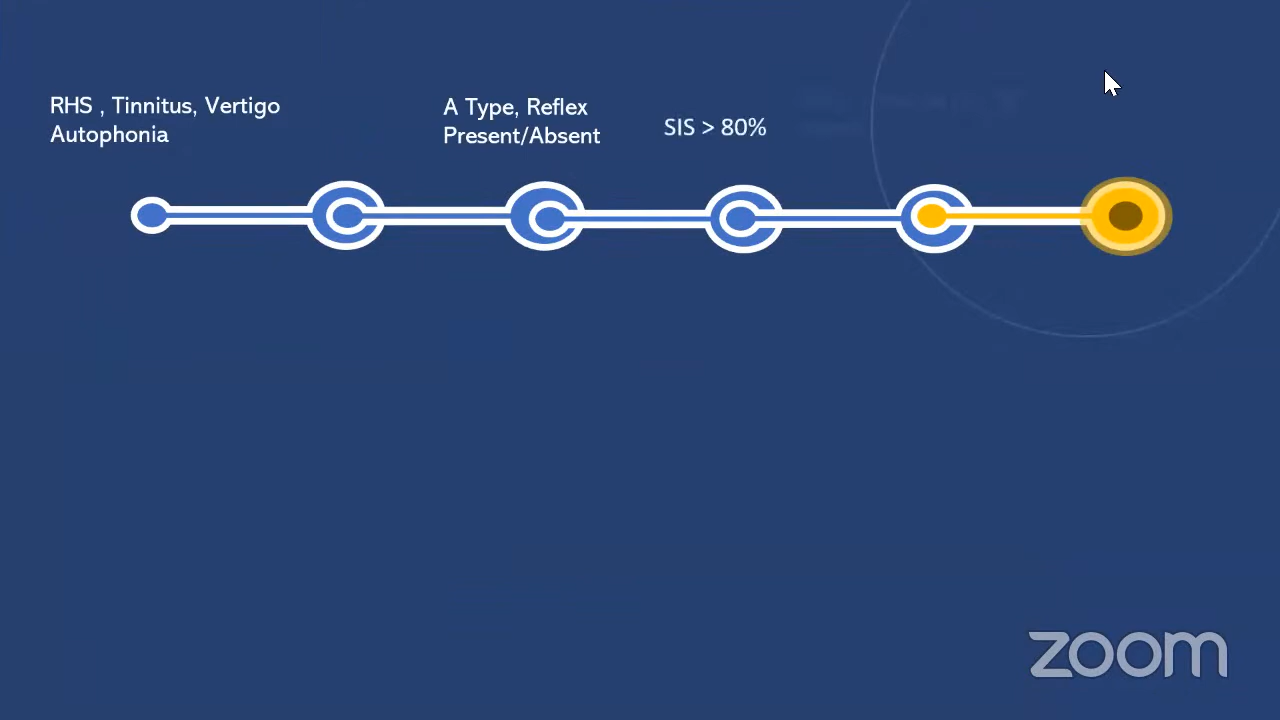 RHS , Tinnitus, Vertigo
Autophonia
A Type, Reflex
Present/Absent
SIS > 80%
zoom